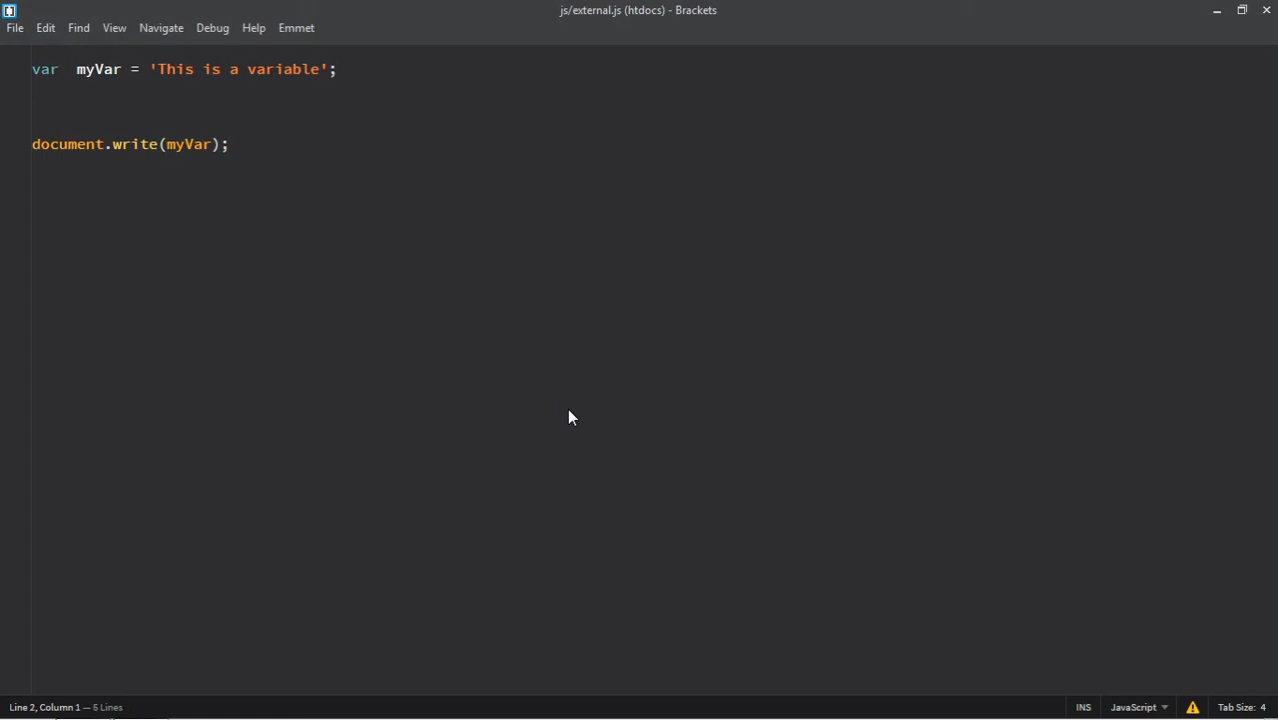 js/external.js (htdocs) - Brackets
File Edit Find View Navigate Debug Help Emmet
var  myVar = 'This is a variable';
document.write(myVar);
Line 2, Column 1 — 6 Lines
INS JavaScript Tab Size: 4